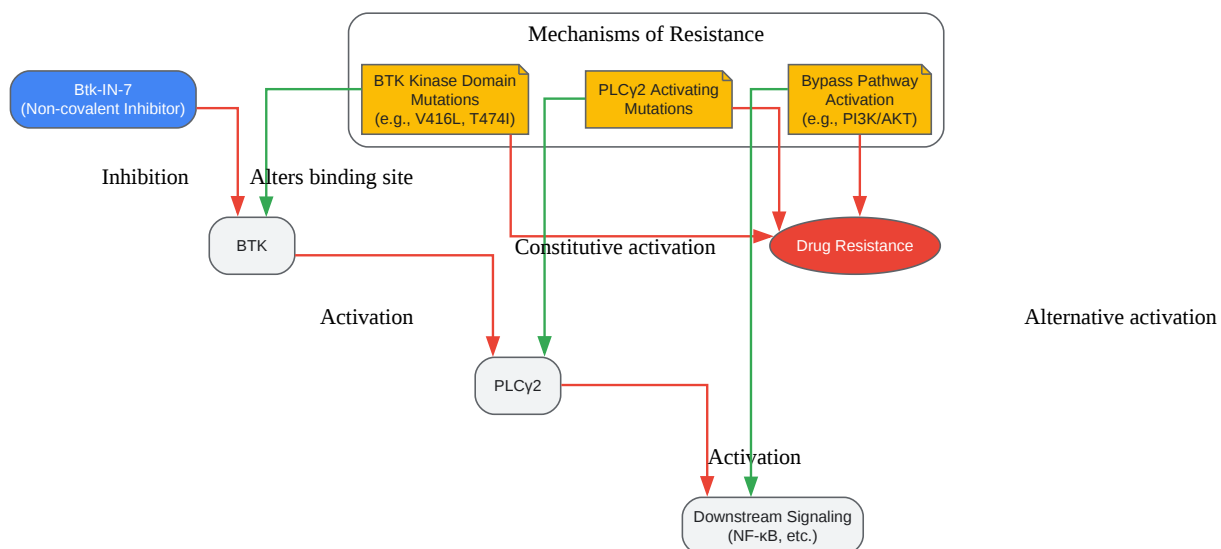 Mechanisms of Resistance
Btk-IN-7
(Non-covalent Inhibitor)
BTK Kinase Domain
Mutations
(e.g., V416L, T474I)
PLCγ2 Activating
Mutations
Bypass Pathway
Activation
(e.g., PI3K/AKT)
Inhibition
Alters binding site
BTK
Constitutive activation
Drug Resistance
Activation
Alternative activation
PLCγ2
Activation
Downstream Signaling
(NF-κB, etc.)